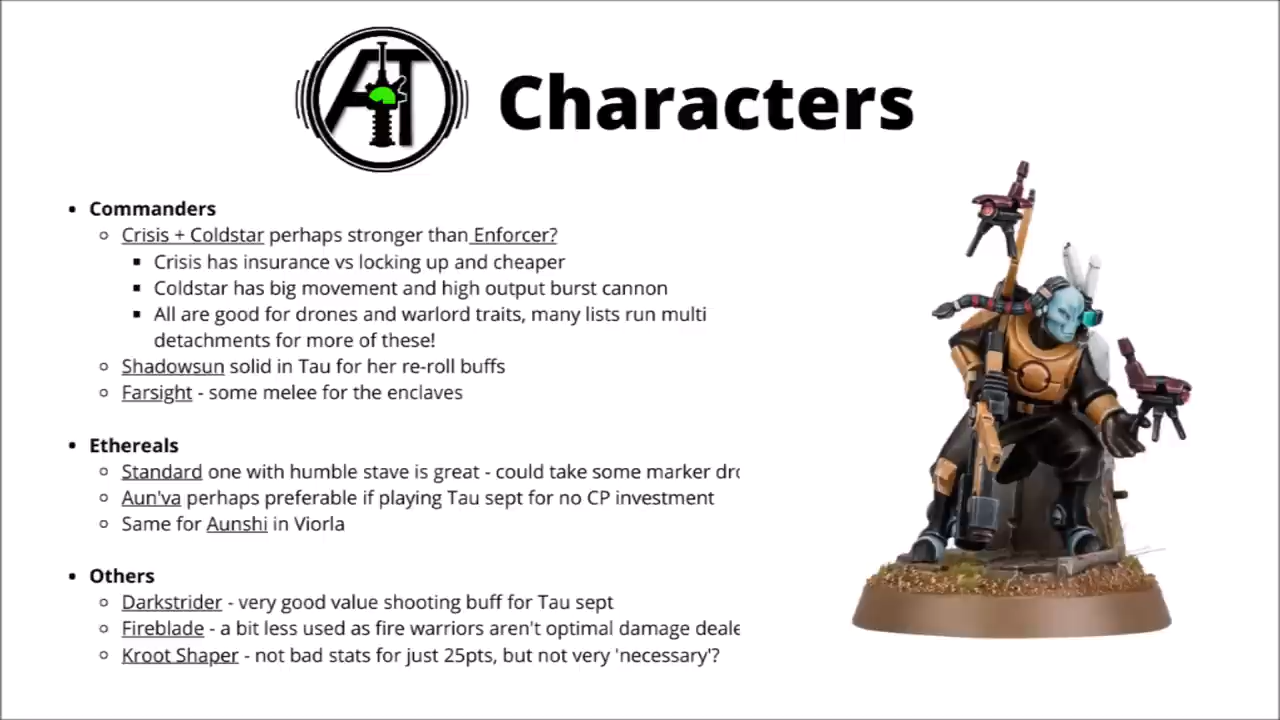 AT
Characters
• Commanders
○ Crisis + Coldstar perhaps stronger than Enforcer?
▪ Crisis has insurance vs locking up and cheaper
▪ Coldstar has big movement and high output burst cannon
▪ All are good for drones and warlord traits, many lists run multi
detachments for more of these!
○ Shadowsun solid in Tau for her re-roll buffs
○ Farsight - some melee for the enclaves
• Ethereals
○ Standard one with humble stave is great - could take some marker
○ Aun'va perhaps preferable if playing Tau sept for no CP investment
○ Same for Aunshi in Viorla
• Others
○ Darkstrider - very good value shooting buff for Tau sept
○ Fireblade - a bit less used as fire warriors aren't optimal damage
○ Kroot Shaper - not bad stats for just 25pts, but not very 'necessary'?